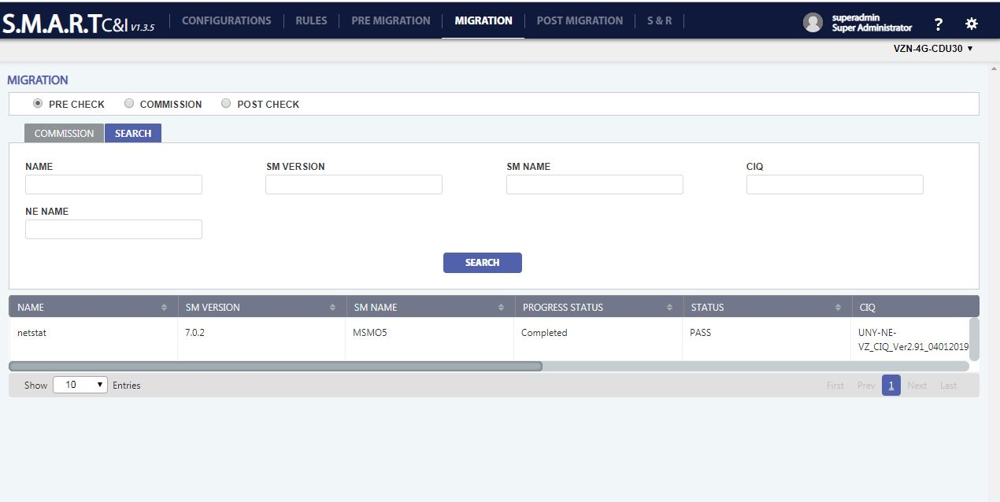 S.M.A.R.T C&I V1.3.5 CONFIGURATIONS RULES PRE MIGRATION MIGRATION POST MIGRATION S & R superadmin ?
Super Administrator
VZN-4G-CDU30 ▼
MIGRATION
PRE CHECK COMMISSION POST CHECK
COMMISSION SEARCH
NAME SM VERSION SM NAME CIQ
NE NAME
SEARCH
NAME SM VERSION SM NAME PROGRESS STATUS STATUS CIQ
netstat 7.0.2 MSMO5 Completed PASS UNY-NE-
VZ_CIQ_Ver2.91_04012019
Show 10 ▼ Entries First Prev 1 Next Last